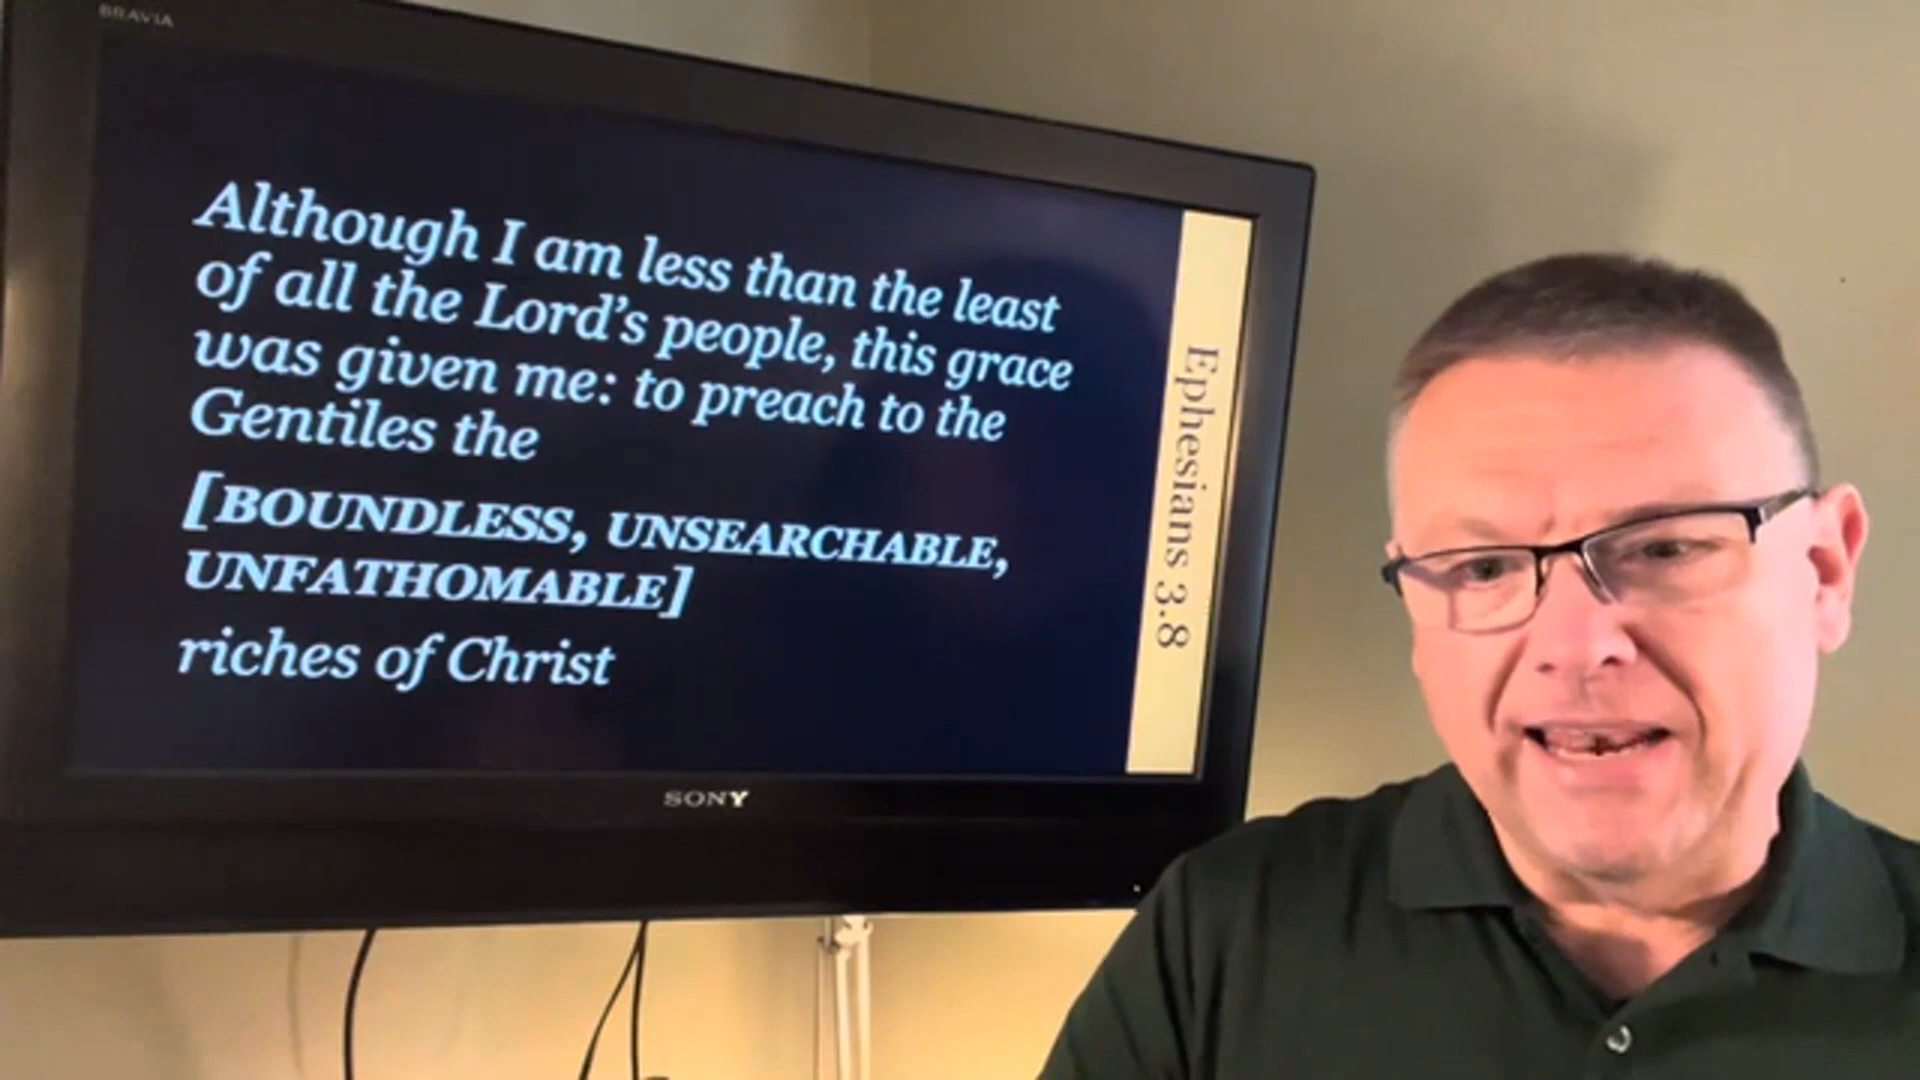 BRAVIA
Although I am less than the least
of all the Lord's people, this grace
was given me: to preach to the
Gentiles the
[BOUNDLESS, UNSEARCHABLE,
UNFATHOMABLE]
riches of Christ
Ephesians 3.8
SONY